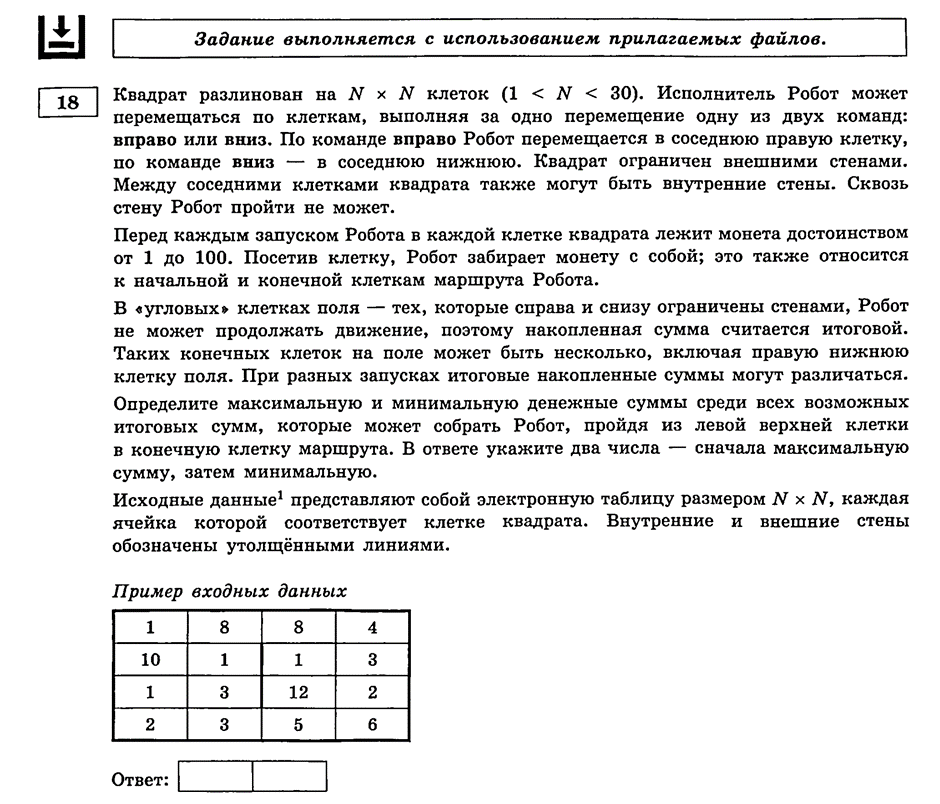 Задание выполняется с использованием прилагаемых файлов.
18
Квадрат разлинован на N × N клеток (1 < N < 30). Исполнитель Робот может
перемещаться по клеткам, выполняя за одно перемещение одну из двух команд:
вправо или вниз. По команде вправо Робот перемещается в соседнюю правую клетку,
по команде вниз — в соседнюю нижнюю. Квадрат ограничен внешними стенами.
Между соседними клетками квадрата также могут быть внутренние стены. Сквозь
стену Робот пройти не может.
Перед каждым запуском Робота в каждой клетке квадрата лежит монета достоинством
от 1 до 100. Посетив клетку, Робот забирает монету с собой; это также относится
к начальной и конечной клеткам маршрута Робота.
В «угловых» клетках поля — тех, которые справа и снизу ограничены стенами, Робот
не может продолжать движение, поэтому накопленная сумма считается итоговой.
Таких конечных клеток на поле может быть несколько, включая правую нижнюю
клетку поля. При разных запусках итоговые накопленные суммы могут различаться.
Определите максимальную и минимальную денежные суммы среди всех возможных
итоговых сумм, которые может собрать Робот, пройдя из левой верхней клетки
в конечную клетку маршрута. В ответе укажите два числа — сначала максимальную
сумму, затем минимальную.
Исходные данные¹ представляют собой электронную таблицу размером N × N, каждая
ячейка которой соответствует клетке квадрата. Внутренние и внешние стены
обозначены утолщёнными линиями.
Пример входных данных
1 8 8 4
10 1 1 3
1 3 12 2
2 3 5 6
Ответ: